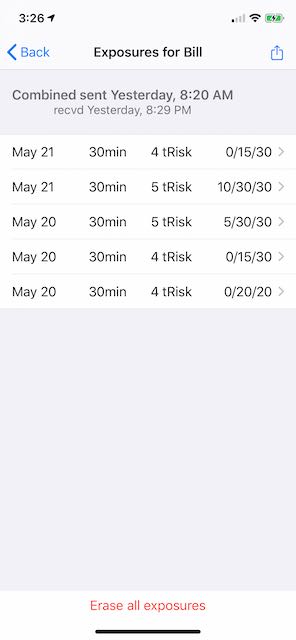 3:26
Back
Exposures for Bill
Combined sent Yesterday, 8:20 AM
recvd Yesterday, 8:29 PM
May 21 30min 4 tRisk 0/15/30
May 21 30min 5 tRisk 10/30/30
May 20 30min 5 tRisk 5/30/30
May 20 30min 4 tRisk 0/15/30
May 20 30min 4 tRisk 0/20/20
Erase all exposures